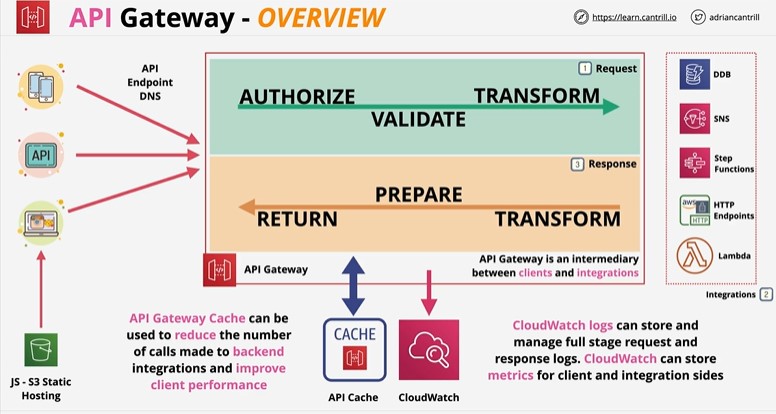 API Gateway - OVERVIEW
https://learn.cantrill.io
adriancantrill
API
Endpoint
DNS
API
1 Request
AUTHORIZE
TRANSFORM
VALIDATE
3 Response
PREPARE
RETURN
TRANSFORM
API Gateway
API Gateway is an intermediary
between clients and integrations
DDB
SNS
Step
Functions
aws
HTTP
HTTP
Endpoints
Lambda
Integrations 2
JS - S3 Static
Hosting
API Gateway Cache can be
used to reduce the number
of calls made to backend
integrations and improve
client performance
CACHE
API Cache
CloudWatch
CloudWatch logs can store and
manage full stage request and
response logs. CloudWatch can store
metrics for client and integration sides